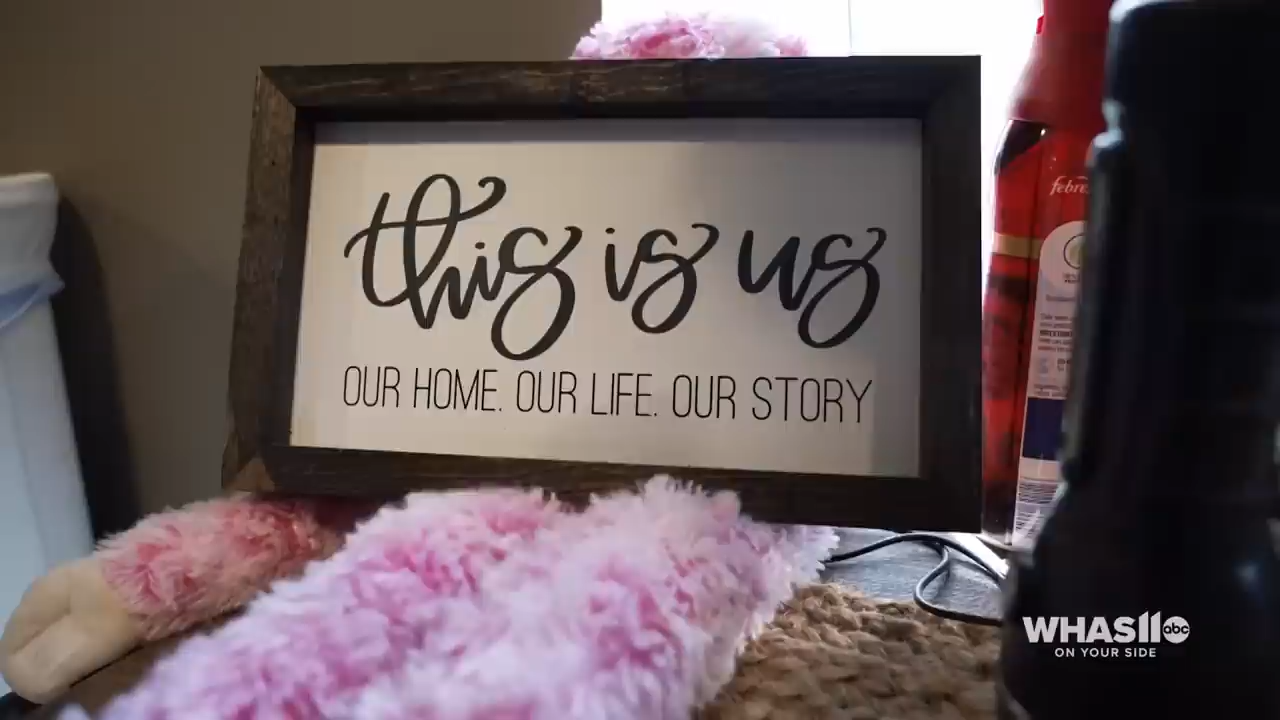 this is us
OUR HOME. OUR LIFE. OUR STORY
febre
WHAS11 abc
ON YOUR SIDE